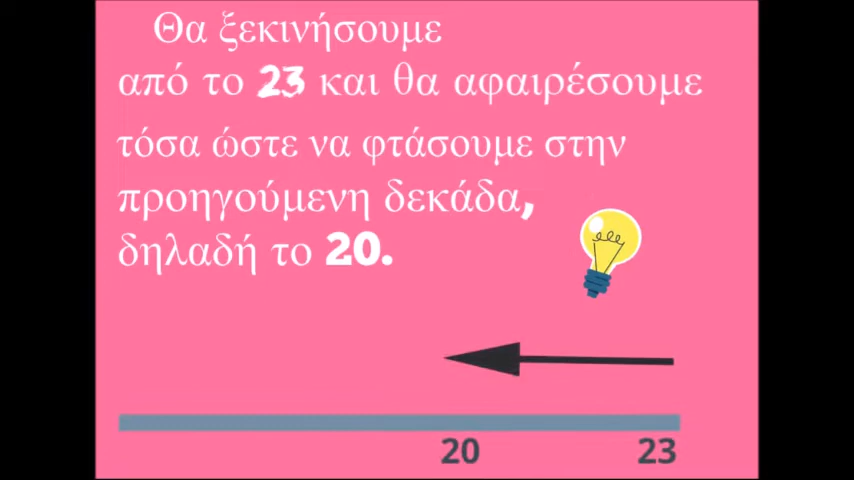 Θα ξεκινήσουμε
από το 23 και θα αφαιρέσουμε
τόσα ώστε να φτάσουμε στην
προηγούμενη δεκάδα,
δηλαδή το 20.
20 23